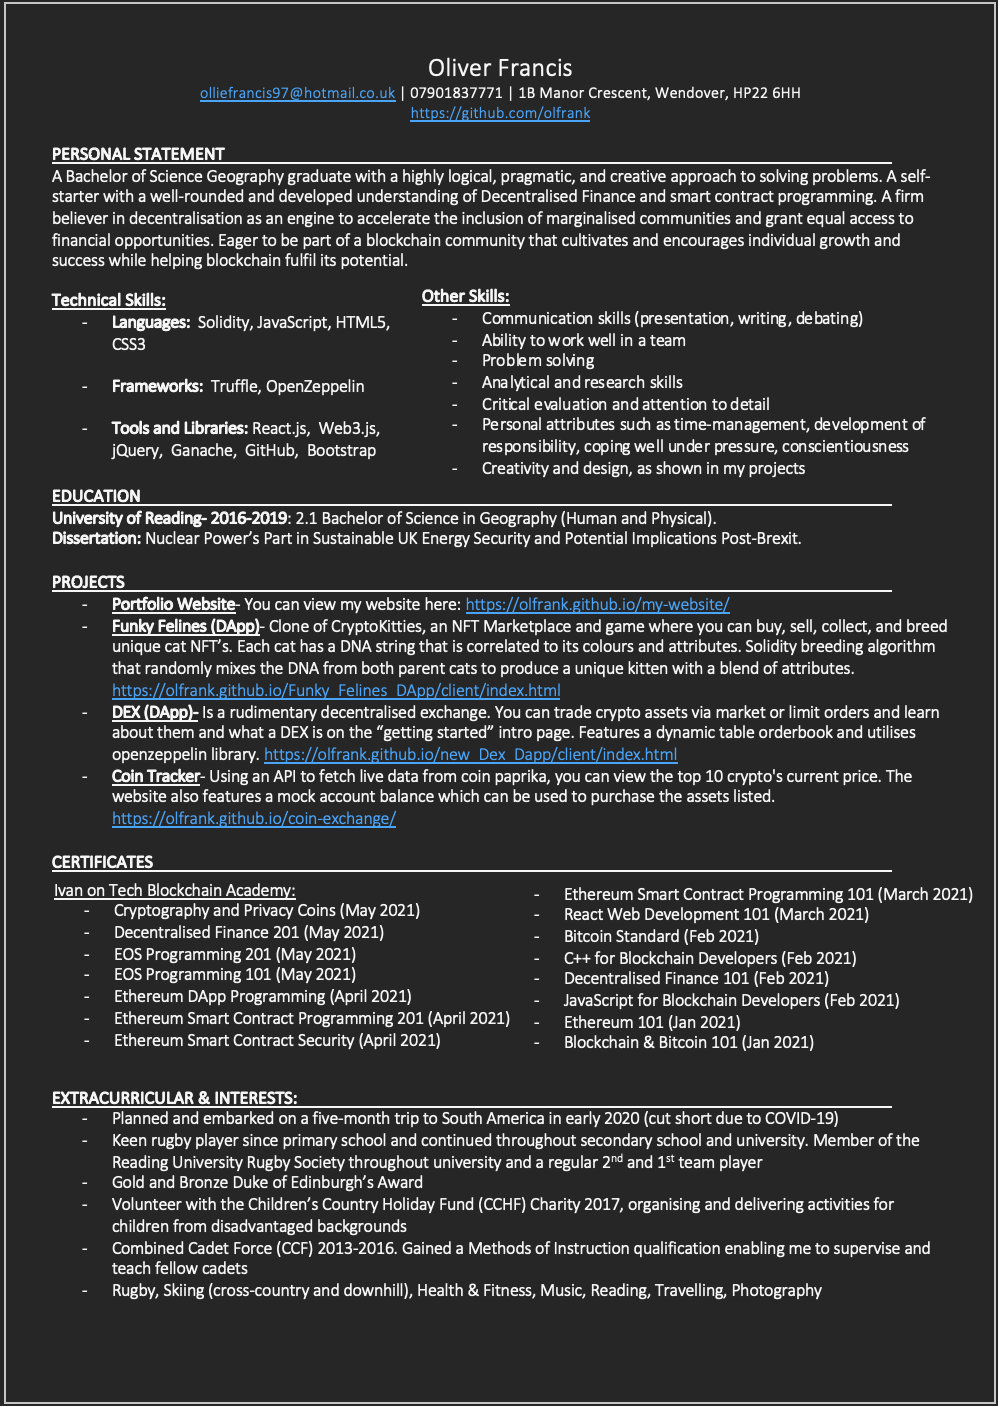 Oliver Francis
olliefrancis97@hotmail.co.uk | 07901837771 | 1B Manor Crescent, Wendover, HP22 6HH
https://github.com/olfrank
PERSONAL STATEMENT
A Bachelor of Science Geography graduate with a highly logical, pragmatic, and creative approach to solving problems. A self-
starter with a well-rounded and developed understanding of Decentralised Finance and smart contract programming. A firm
believer in decentralisation as an engine to accelerate the inclusion of marginalised communities and grant equal access to
financial opportunities. Eager to be part of a blockchain community that cultivates and encourages individual growth and
success while helping blockchain fulfil its potential.
Technical Skills:
- Languages: Solidity, JavaScript, HTML5,
CSS3
- Frameworks: Truffle, OpenZeppelin
- Tools and Libraries: React.js, Web3.js,
jQuery, Ganache, GitHub, Bootstrap
Other Skills:
- Communication skills (presentation, writing, debating)
- Ability to work well in a team
- Problem solving
- Analytical and research skills
- Critical evaluation and attention to detail
- Personal attributes such as time-management, development of
responsibility, coping well under pressure, conscientiousness
- Creativity and design, as shown in my projects
EDUCATION
University of Reading- 2016-2019: 2.1 Bachelor of Science in Geography (Human and Physical).
Dissertation: Nuclear Power’s Part in Sustainable UK Energy Security and Potential Implications Post-Brexit.
PROJECTS
- Portfolio Website- You can view my website here: https://olfrank.github.io/my-website/
- Funky Felines (DApp)- Clone of CryptoKitties, an NFT Marketplace and game where you can buy, sell, collect, and breed
unique cat NFT’s. Each cat has a DNA string that is correlated to its colours and attributes. Solidity breeding algorithm
that randomly mixes the DNA from both parent cats to produce a unique kitten with a blend of attributes.
https://olfrank.github.io/Funky_Felines_DApp/client/index.html
- DEX (DApp)- Is a rudimentary decentralised exchange. You can trade crypto assets via market or limit orders and learn
about them and what a DEX is on the “getting started” intro page. Features a dynamic table orderbook and utilises
openzeppelin library. https://olfrank.github.io/new_Dex_Dapp/client/index.html
- Coin Tracker- Using an API to fetch live data from coin paprika, you can view the top 10 crypto's current price. The
website also features a mock account balance which can be used to purchase the assets listed.
https://olfrank.github.io/coin-exchange/
CERTIFICATES
Ivan on Tech Blockchain Academy:
- Cryptography and Privacy Coins (May 2021)
- Decentralised Finance 201 (May 2021)
- EOS Programming 201 (May 2021)
- EOS Programming 101 (May 2021)
- Ethereum DApp Programming (April 2021)
- Ethereum Smart Contract Programming 201 (April 2021)
- Ethereum Smart Contract Security (April 2021)
- Ethereum Smart Contract Programming 101 (March 2021)
- React Web Development 101 (March 2021)
- Bitcoin Standard (Feb 2021)
- C++ for Blockchain Developers (Feb 2021)
- Decentralised Finance 101 (Feb 2021)
- JavaScript for Blockchain Developers (Feb 2021)
- Ethereum 101 (Jan 2021)
- Blockchain & Bitcoin 101 (Jan 2021)
EXTRACURRICULAR & INTERESTS:
- Planned and embarked on a five-month trip to South America in early 2020 (cut short due to COVID-19)
- Keen rugby player since primary school and continued throughout secondary school and university. Member of the
Reading University Rugby Society throughout university and a regular 2nd and 1st team player
- Gold and Bronze Duke of Edinburgh’s Award
- Volunteer with the Children’s Country Holiday Fund (CCHF) Charity 2017, organising and delivering activities for
children from disadvantaged backgrounds
- Combined Cadet Force (CCF) 2013-2016. Gained a Methods of Instruction qualification enabling me to supervise and
teach fellow cadets
- Rugby, Skiing (cross-country and downhill), Health & Fitness, Music, Reading, Travelling, Photography